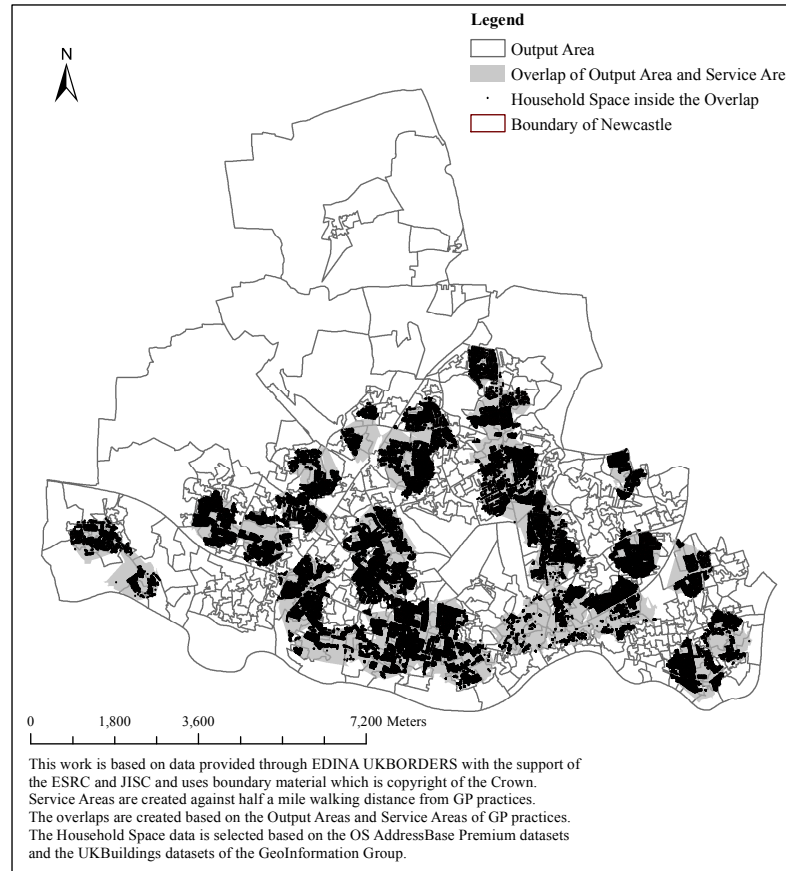 Legend
N
Output Area
Overlap of Output Area and Service Are
Household Space inside the Overlap
Boundary of Newcastle
0 1,800 3,600 7,200 Meters
This work is based on data provided through EDINA UKBORDERS with the support of
the ESRC and JISC and uses boundary material which is copyright of the Crown.
Service Areas are created against half a mile walking distance from GP practices.
The overlaps are created based on the Output Areas and Service Areas of GP practices.
The Household Space data is selected based on the OS AddressBase Premium datasets
and the UKBuildings datasets of the GeoInformation Group.